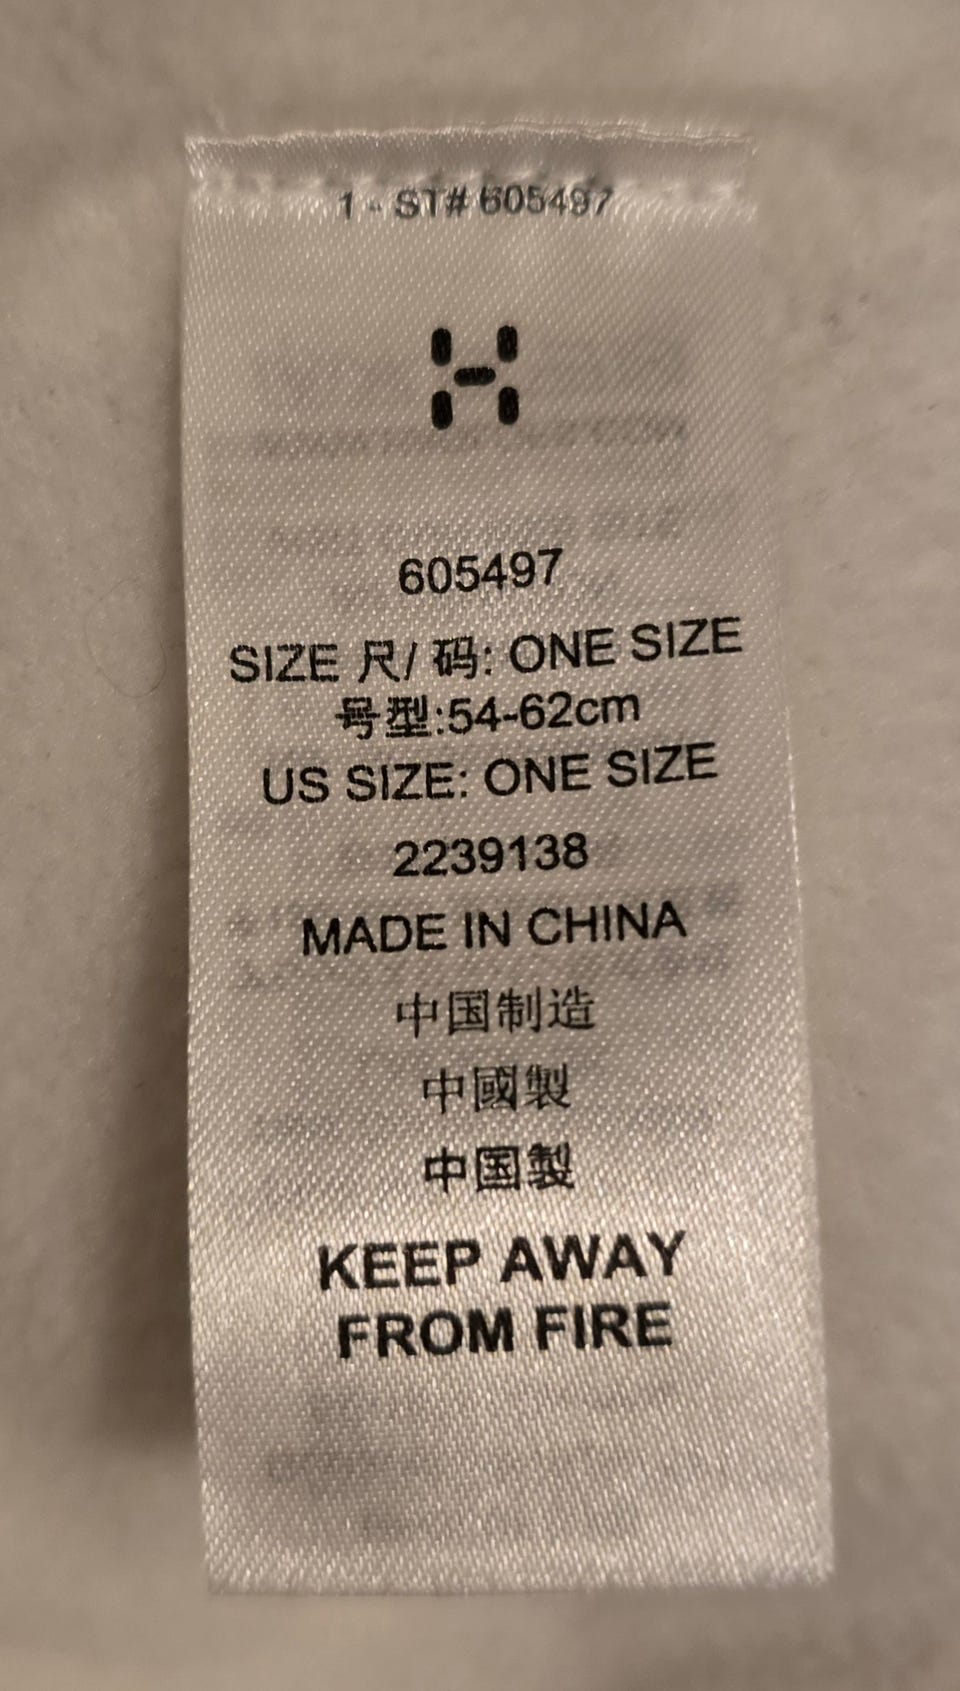 1 - ST# 605497
605497
SIZE 尺/ 码: ONE SIZE
号型:54-62cm
US SIZE: ONE SIZE
2239138
MADE IN CHINA
中国制造
中國製
中国製
KEEP AWAY
FROM FIRE